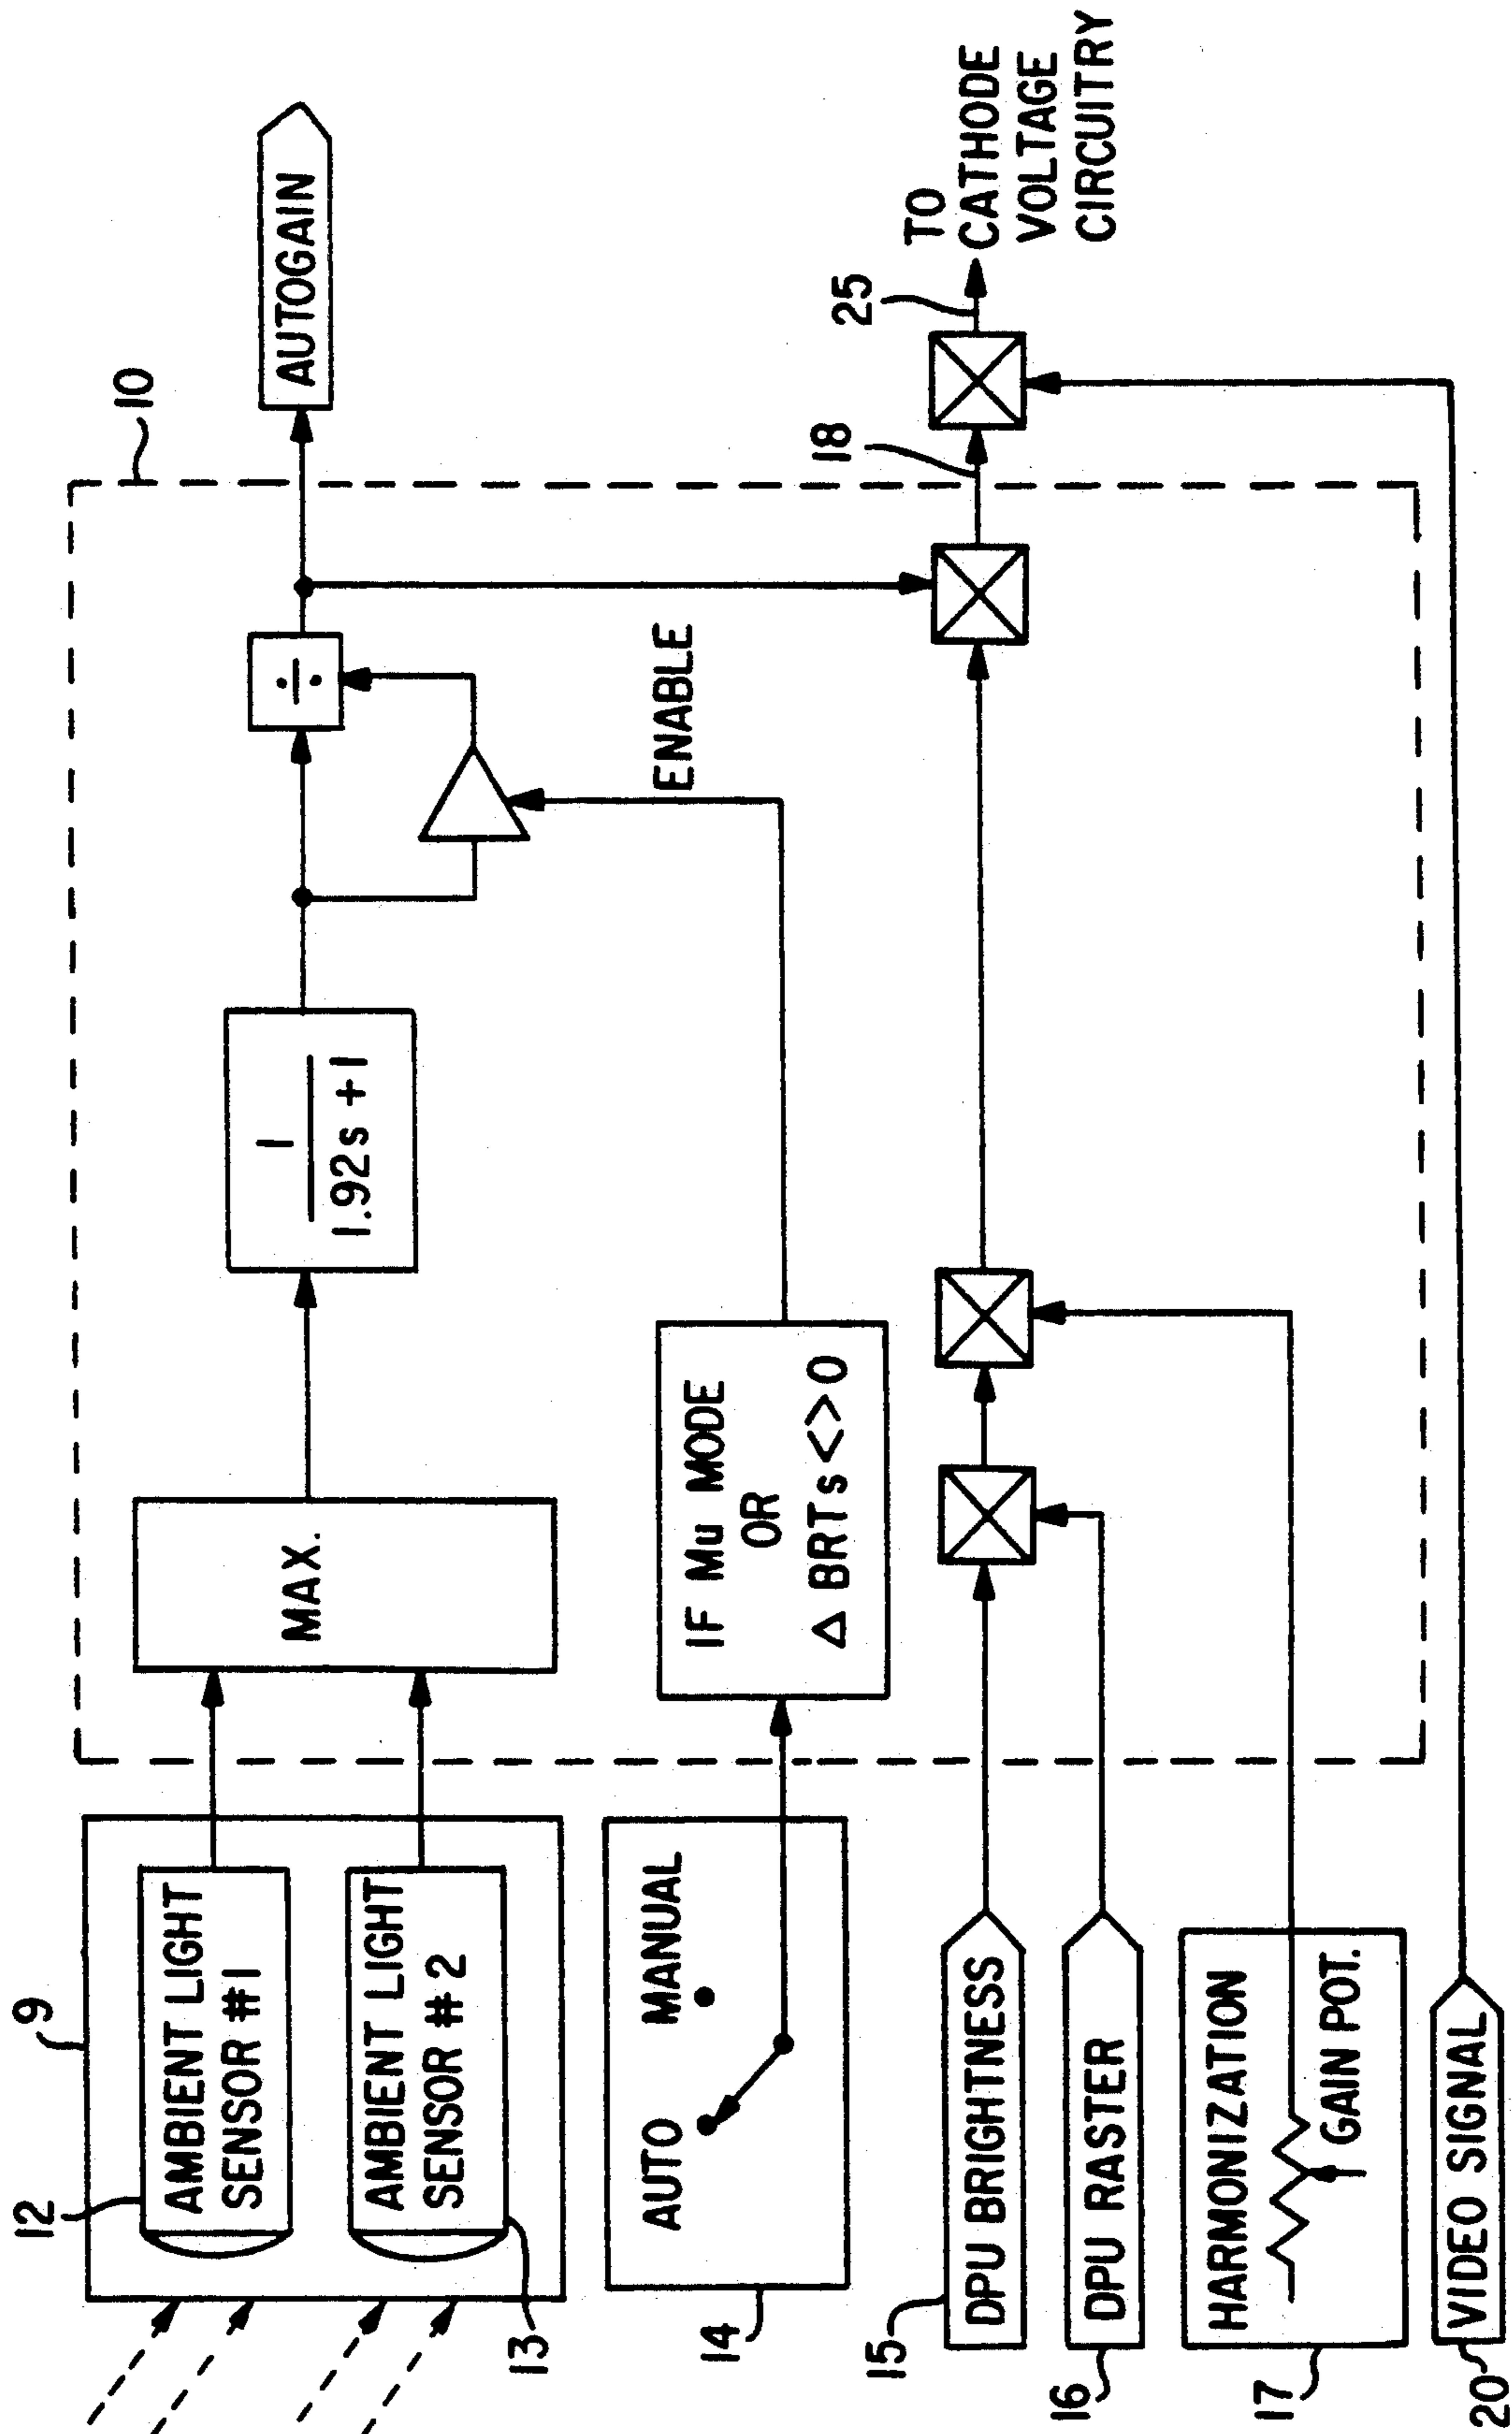 9
12
AMBIENT LIGHT
SENSOR #1
AMBIENT LIGHT
SENSOR #2
13
MAX.
1
1.92s + 1
÷
10
AUTOGAIN
14
AUTO
MANUAL
IF Mu MODE
OR
Δ BRTs <> 0
ENABLE
15
DPU BRIGHTNESS
16
DPU RASTER
17
HARMONIZATION
GAIN POT.
18
25
TO
CATHODE
VOLTAGE
CIRCUITRY
20
VIDEO SIGNAL